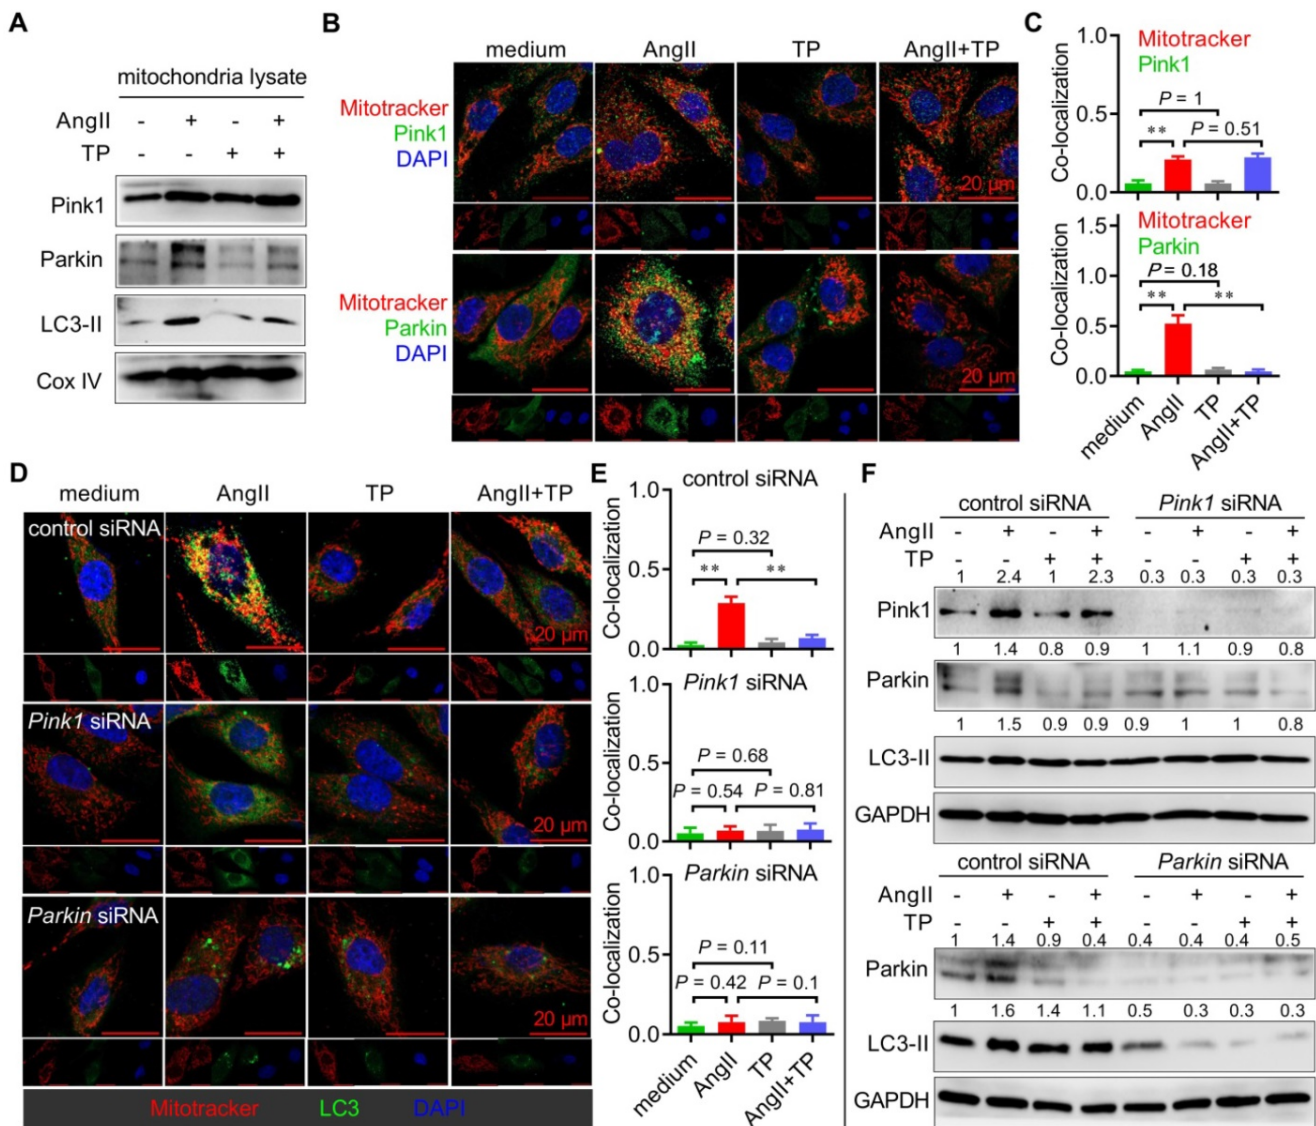 A
mitochondria lysate
AngII - + - +
TP - - + +
Pink1
Parkin
LC3-II
Cox IV
B
medium AngII TP AngII+TP
Mitotracker
Pink1
DAPI
20 μm
Mitotracker
Parkin
DAPI
20 μm
C
Co-localization
1.0
0.5
0.0
Mitotracker
Pink1
P = 1
** P = 0.51
Co-localization
1.5
1.0
0.5
0.0
Mitotracker
Parkin
P = 0.18
** **
medium AngII TP AngII+TP
D
medium AngII TP AngII+TP
control siRNA
20 μm
Pink1 siRNA
20 μm
Parkin siRNA
20 μm
Mitotracker LC3 DAPI
E
control siRNA
Co-localization
1.0
0.5
0.0
P = 0.32
** **
Pink1 siRNA
Co-localization
1.0
0.5
0.0
P = 0.68
P = 0.54 P = 0.81
Parkin siRNA
Co-localization
1.0
0.5
0.0
P = 0.11
P = 0.42 P = 0.1
medium AngII TP AngII+TP
F
control siRNA Pink1 siRNA
AngII - + - + - + - +
TP - - + + - - + +
1 2.4 1 2.3 0.3 0.3 0.3 0.3
Pink1
1 1.4 0.8 0.9 1 1.1 0.9 0.8
Parkin
1 1.5 0.9 0.9 0.9 1 1 0.8
LC3-II
GAPDH
control siRNA Parkin siRNA
AngII - + - + - + - +
TP - - + + - - + +
1 1.4 0.9 0.4 0.4 0.4 0.4 0.5
Parkin
1 1.6 1.4 1.1 0.5 0.3 0.3 0.3
LC3-II
GAPDH